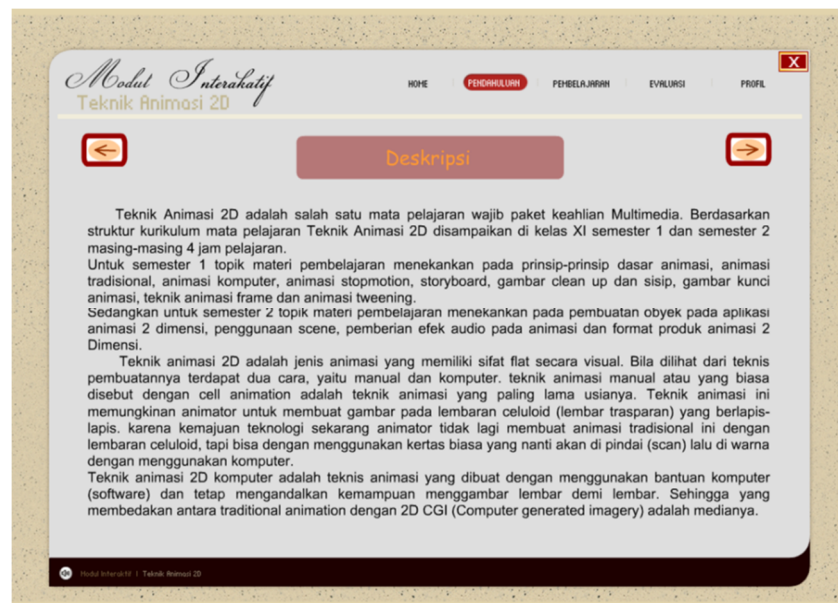 Modul Interakatif
Teknik Animasi 2D
HOME PENDAHULUAN PEMBELAJARAN EVALUASI PROFIL
X
Deskripsi
Teknik Animasi 2D adalah salah satu mata pelajaran wajib paket keahlian Multimedia. Berdasarkan
struktur kurikulum mata pelajaran Teknik Animasi 2D disampaikan di kelas XI semester 1 dan semester 2
masing-masing 4 jam pelajaran.
Untuk semester 1 topik materi pembelajaran menekankan pada prinsip-prinsip dasar animasi, animasi
tradisional, animasi komputer, animasi stopmotion, storyboard, gambar clean up dan sisip, gambar kunci
animasi, teknik animasi frame dan animasi tweening.
Sedangkan untuk semester 2 topik materi pembelajaran menekankan pada pembuatan obyek pada aplikasi
animasi 2 dimensi, penggunaan scene, pemberian efek audio pada animasi dan format produk animasi 2
Dimensi.
Teknik animasi 2D adalah jenis animasi yang memiliki sifat flat secara visual. Bila dilihat dari teknis
pembuatannya terdapat dua cara, yaitu manual dan komputer. teknik animasi manual atau yang biasa
disebut dengan cell animation adalah teknik animasi yang paling lama usianya. Teknik animasi ini
memungkinan animator untuk membuat gambar pada lembaran celuloid (lembar trasparan) yang berlapis-
lapis. karena kemajuan teknologi sekarang animator tidak lagi membuat animasi tradisional ini dengan
lembaran celuloid, tapi bisa dengan menggunakan kertas biasa yang nanti akan di pindai (scan) lalu di warna
dengan menggunakan komputer.
Teknik animasi 2D komputer adalah teknis animasi yang dibuat dengan menggunakan bantuan komputer
(software) dan tetap mengandalkan kemampuan menggambar lembar demi lembar. Sehingga yang
membedakan antara traditional animation dengan 2D CGI (Computer generated imagery) adalah medianya.
Modul Interaktif | Teknik Animasi 2D